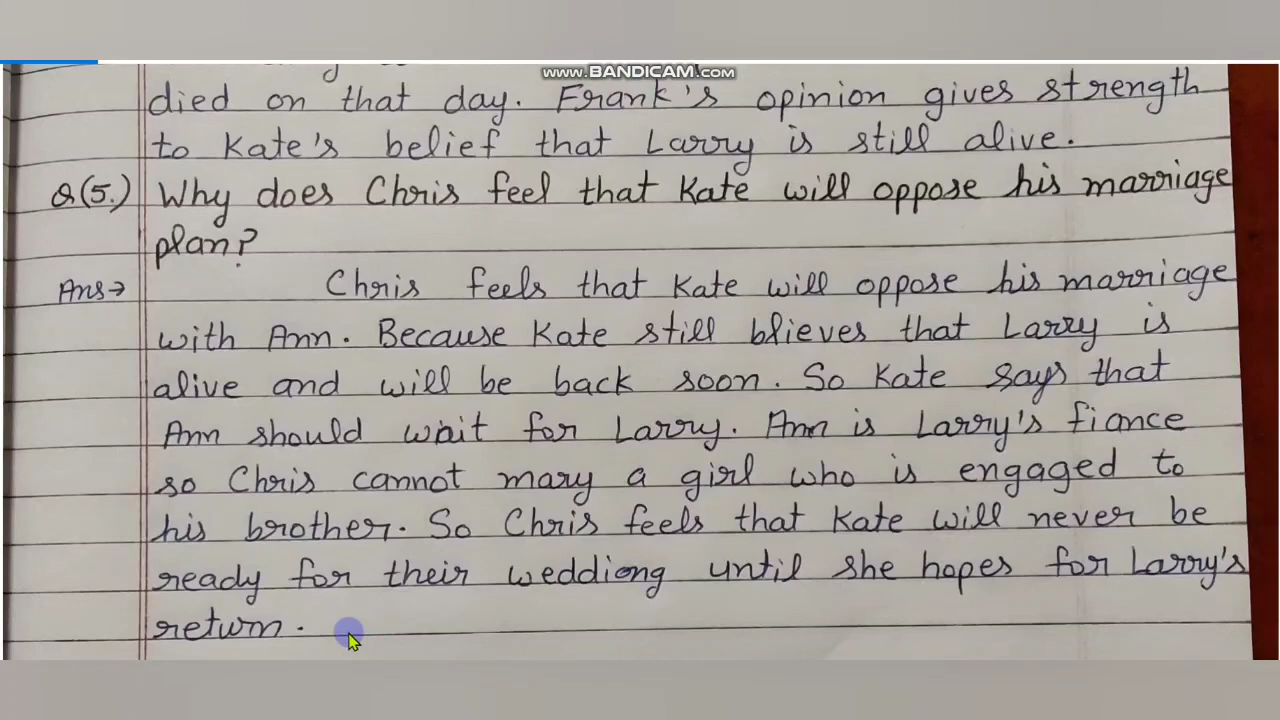 www.BANDICAM.com
died on that day. Frank's opinion gives strength
to Kate's belief that Larry is still alive.
Q(5.) Why does Chris feel that Kate will oppose his marriage
plan?
Ans→ Chris feels that Kate will oppose his marriage
with Ann. Because Kate still blieves that Larry is
alive and will be back soon. So Kate says that
Ann should wait for Larry. Ann is Larry's fiance
so Chris cannot mary a girl who is engaged to
his brother. So Chris feels that Kate will never be
ready for their weddiong until she hopes for Larry's
return.